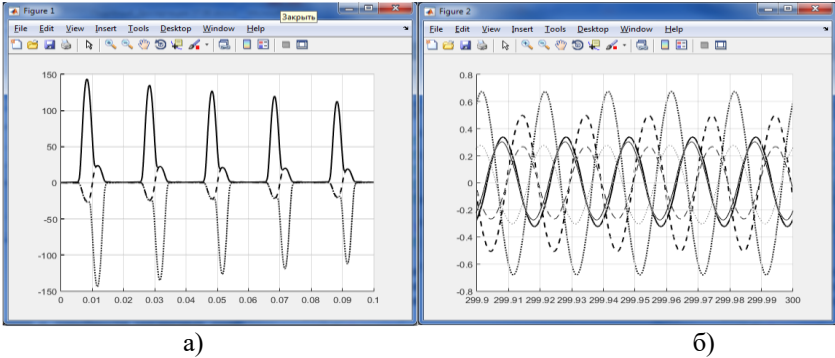 Figure 1
Закрыть
File Edit View Insert Tools Desktop Window Help
150
100
50
0
-50
-100
-150
0 0.01 0.02 0.03 0.04 0.05 0.06 0.07 0.08 0.09 0.1
а)
Figure 2
File Edit View Insert Tools Desktop Window Help
0.8
0.6
0.4
0.2
0
-0.2
-0.4
-0.6
-0.8
299.9 299.91 299.92 299.93 299.94 299.95 299.96 299.97 299.98 299.99 300
б)